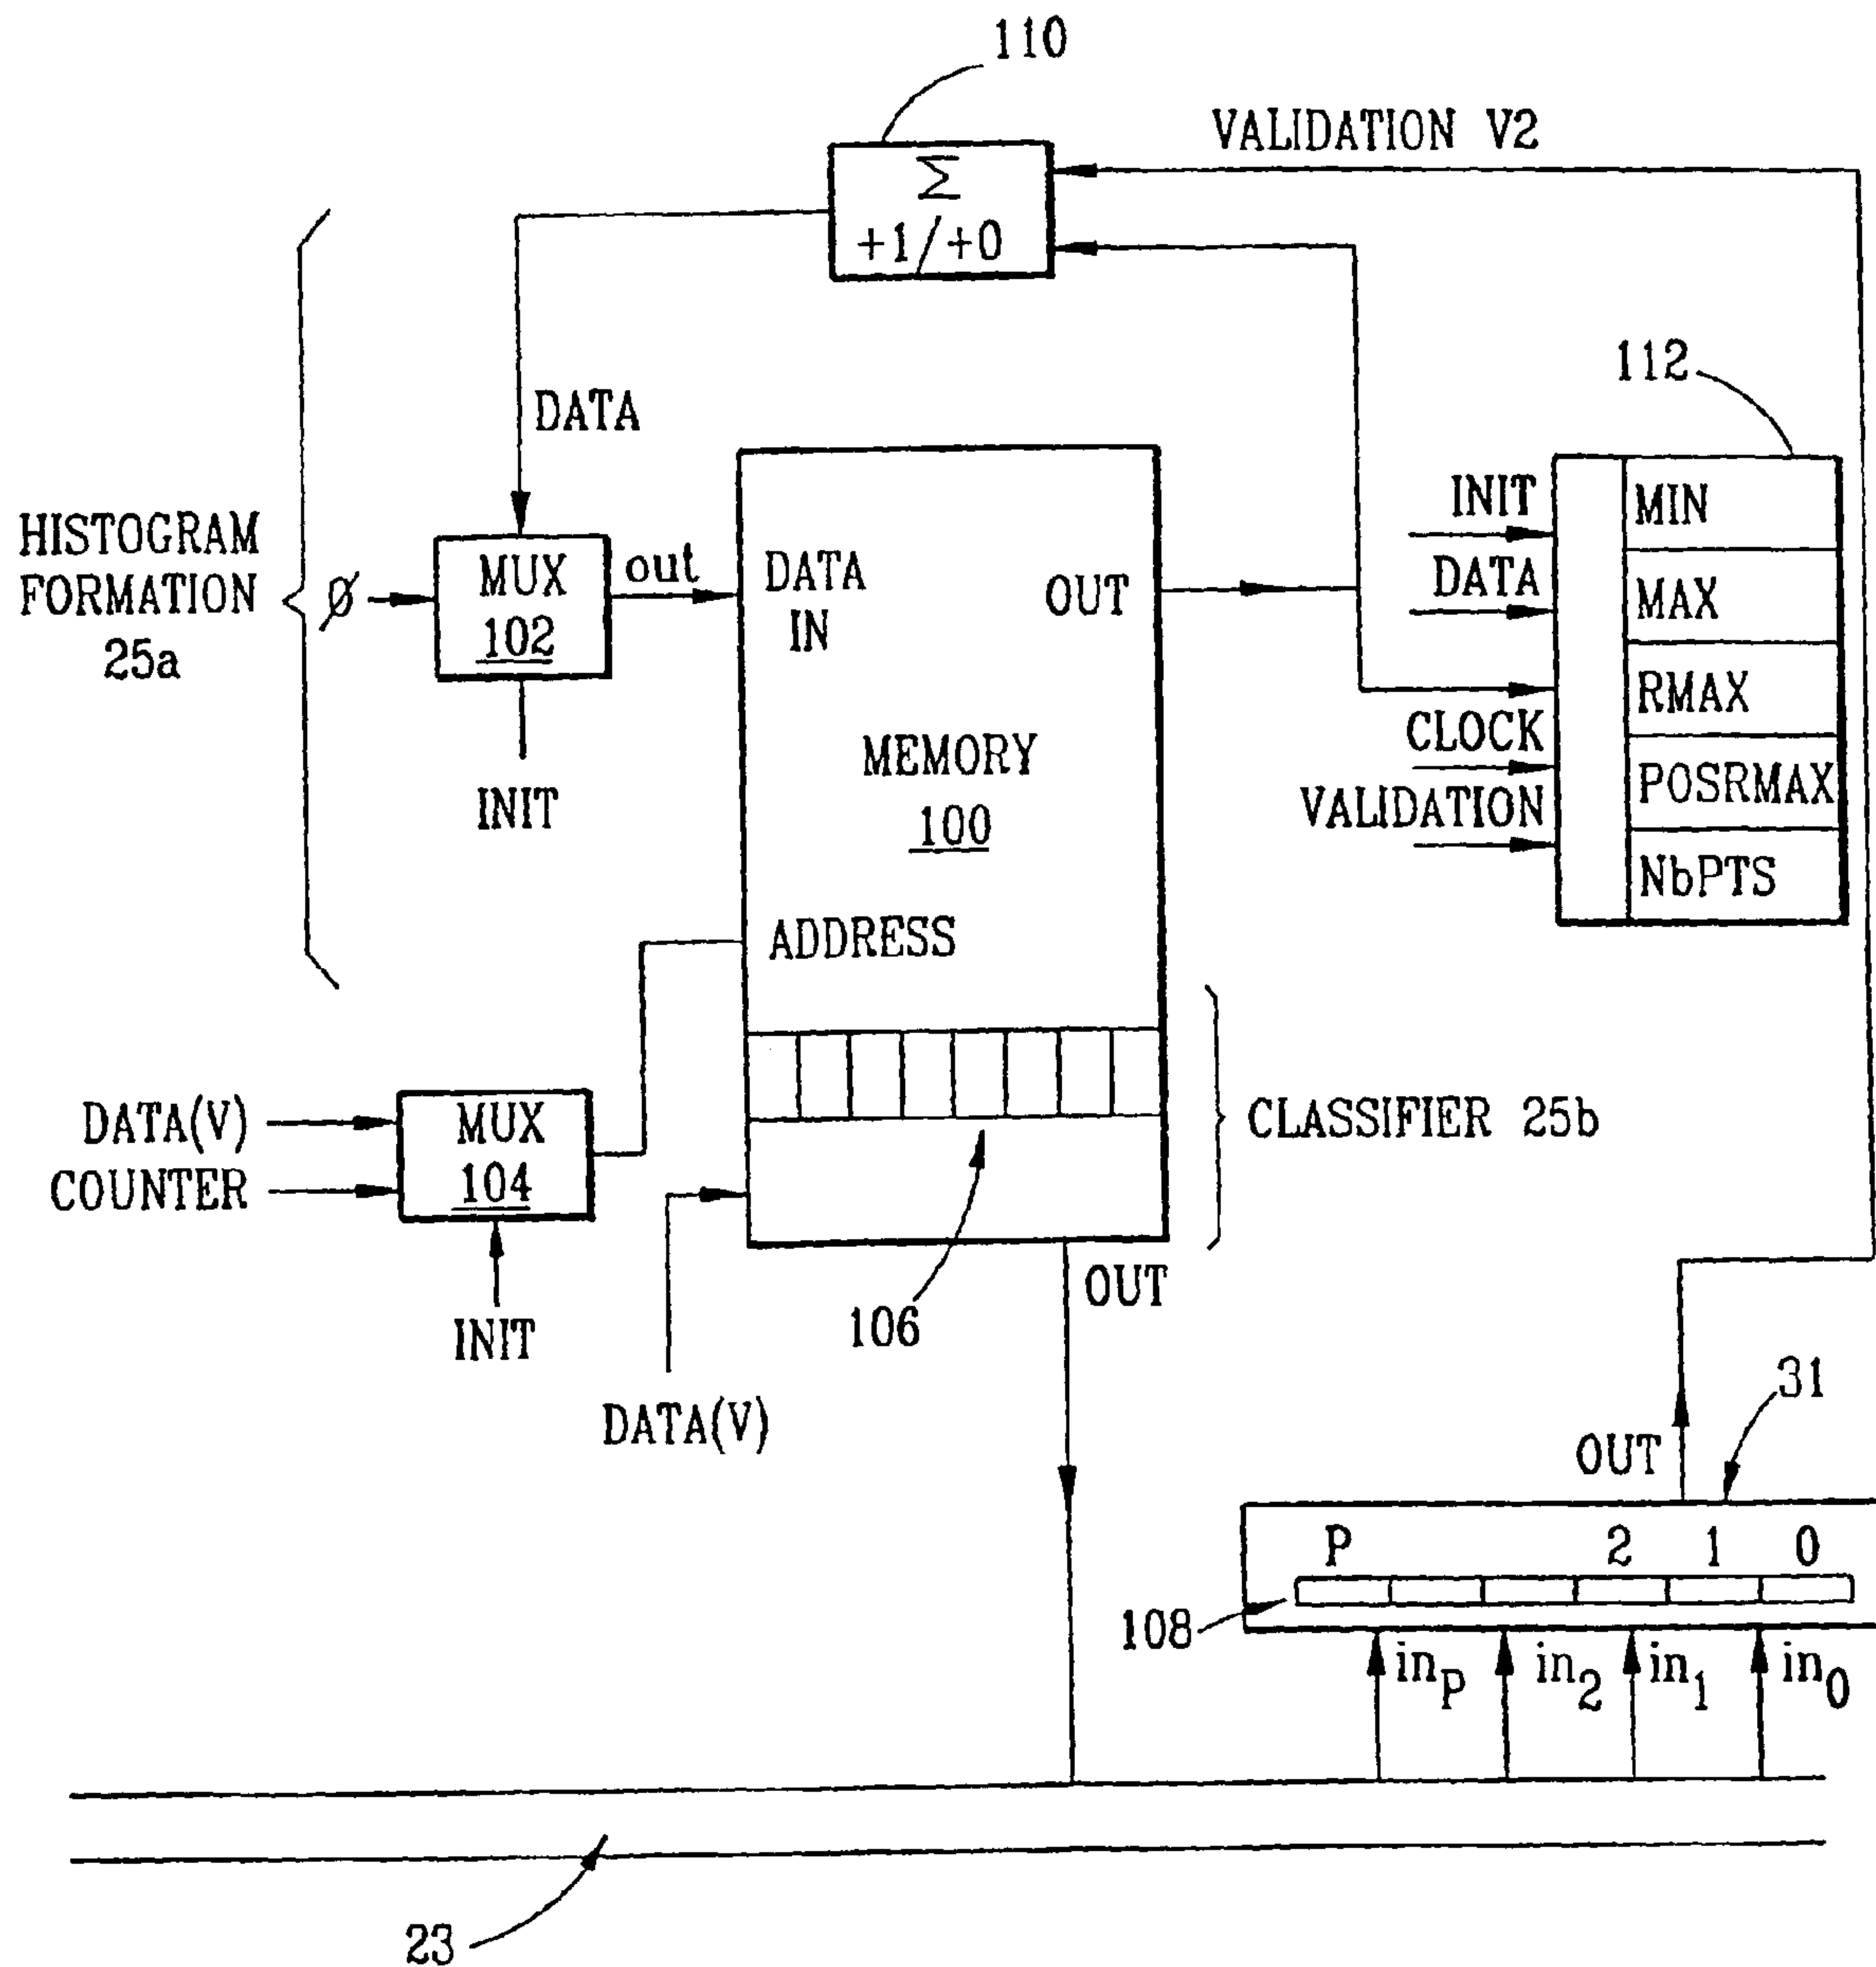 110
VALIDATION V2
Σ
+1/+0
112
DATA
INIT
MIN
HISTOGRAM
FORMATION
25a
Ø
MUX
102
out
DATA
IN
OUT
DATA
MAX
RMAX
INIT
MEMORY
100
CLOCK
POSRMAX
VALIDATION
NbPTS
ADDRESS
DATA(V)
COUNTER
MUX
104
CLASSIFIER 25b
INIT
106
OUT
DATA(V)
31
OUT
P 2 1 0
108
inP in2 in1 in0
23